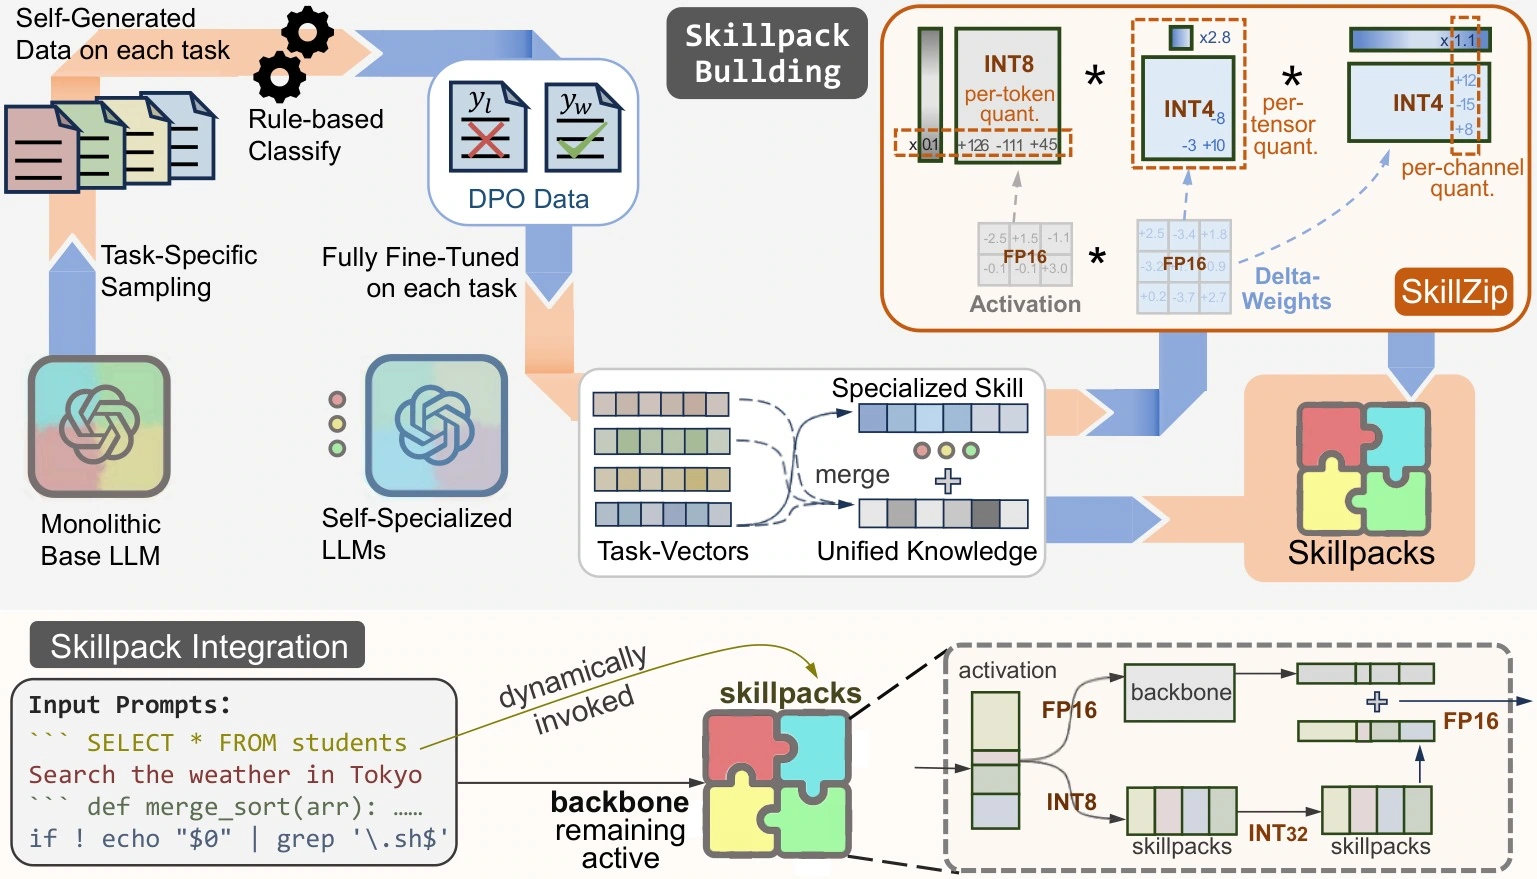 Self-Generated
Data on each task
Rule-based
Classify
y_l
y_w
DPO Data
Task-Specific
Sampling
Fully Fine-Tuned
on each task
Monolithic
Base LLM
Self-Specialized
LLMs
Skillpack
Bullding
INT8
per-token
quant.
x 0.1
+126 -111 +45
*
x2.8
INT4
-8
-3 +10
per-
tensor
quant.
*
x 1.1
INT4
+12
-15
+8
per-channel
quant.
-2.5 +1.5 -1.1
FP16
-0.1 -0.1 +3.0
Activation
*
+2.5 -3.4 +1.8
-3.2 FP16 0.9
+0.2 -3.7 +2.7
Delta-
Weights
SkillZip
Task-Vectors
merge
Specialized Skill
Unified Knowledge
Skillpacks
Skillpack Integration
Input Prompts:
``` SELECT * FROM students
Search the weather in Tokyo
``` def merge_sort(arr): ……
if ! echo "$0" | grep '\.sh$'
dynamically
invoked
skillpacks
backbone
remaining
active
activation
FP16
backbone
FP16
INT8
skillpacks
INT32
skillpacks